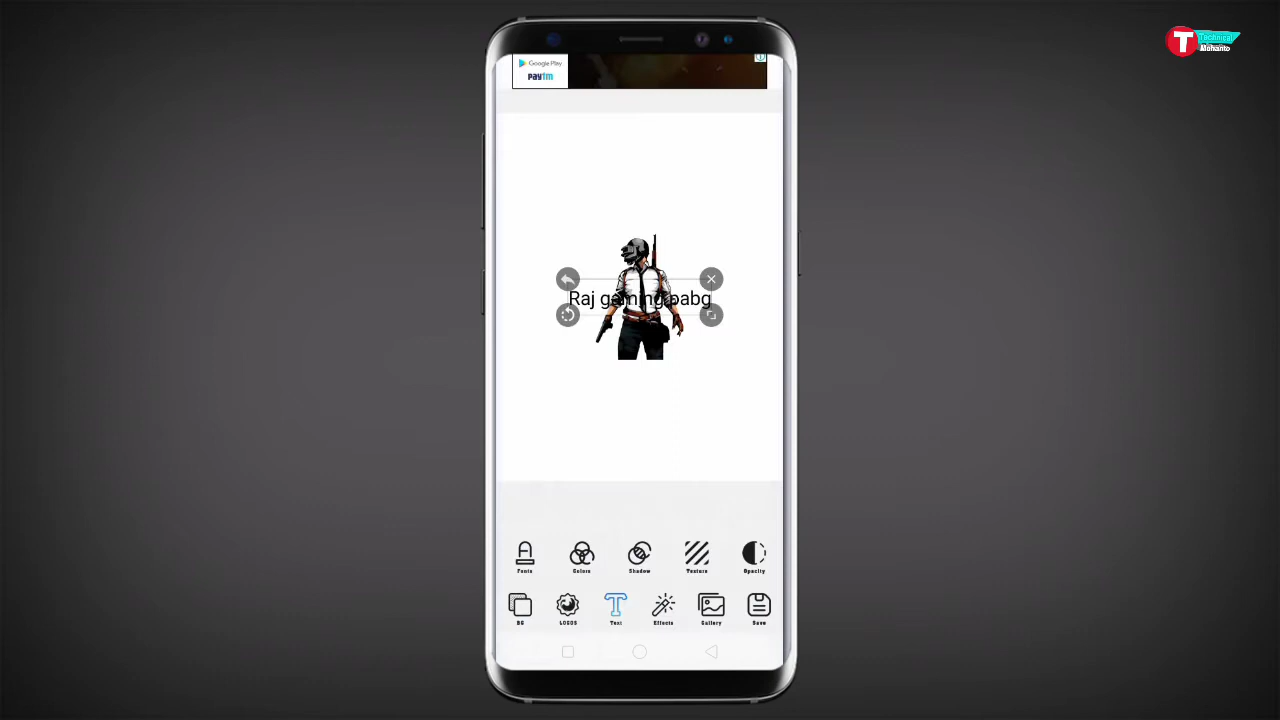 Technical
Mohanto
Google Play
paytm
Raj gaming pabg
Fonts
Colors
Shadow
Texture
Opacity
BG
LOGOS
Text
Effects
Gallery
Save